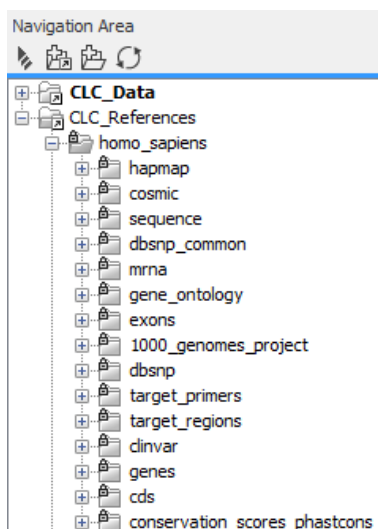 Navigation Area
CLC_Data
CLC_References
homo_sapiens
hapmap
cosmic
sequence
dbsnp_common
mrna
gene_ontology
exons
1000_genomes_project
dbsnp
target_primers
target_regions
clinvar
genes
cds
conservation_scores_phastcons